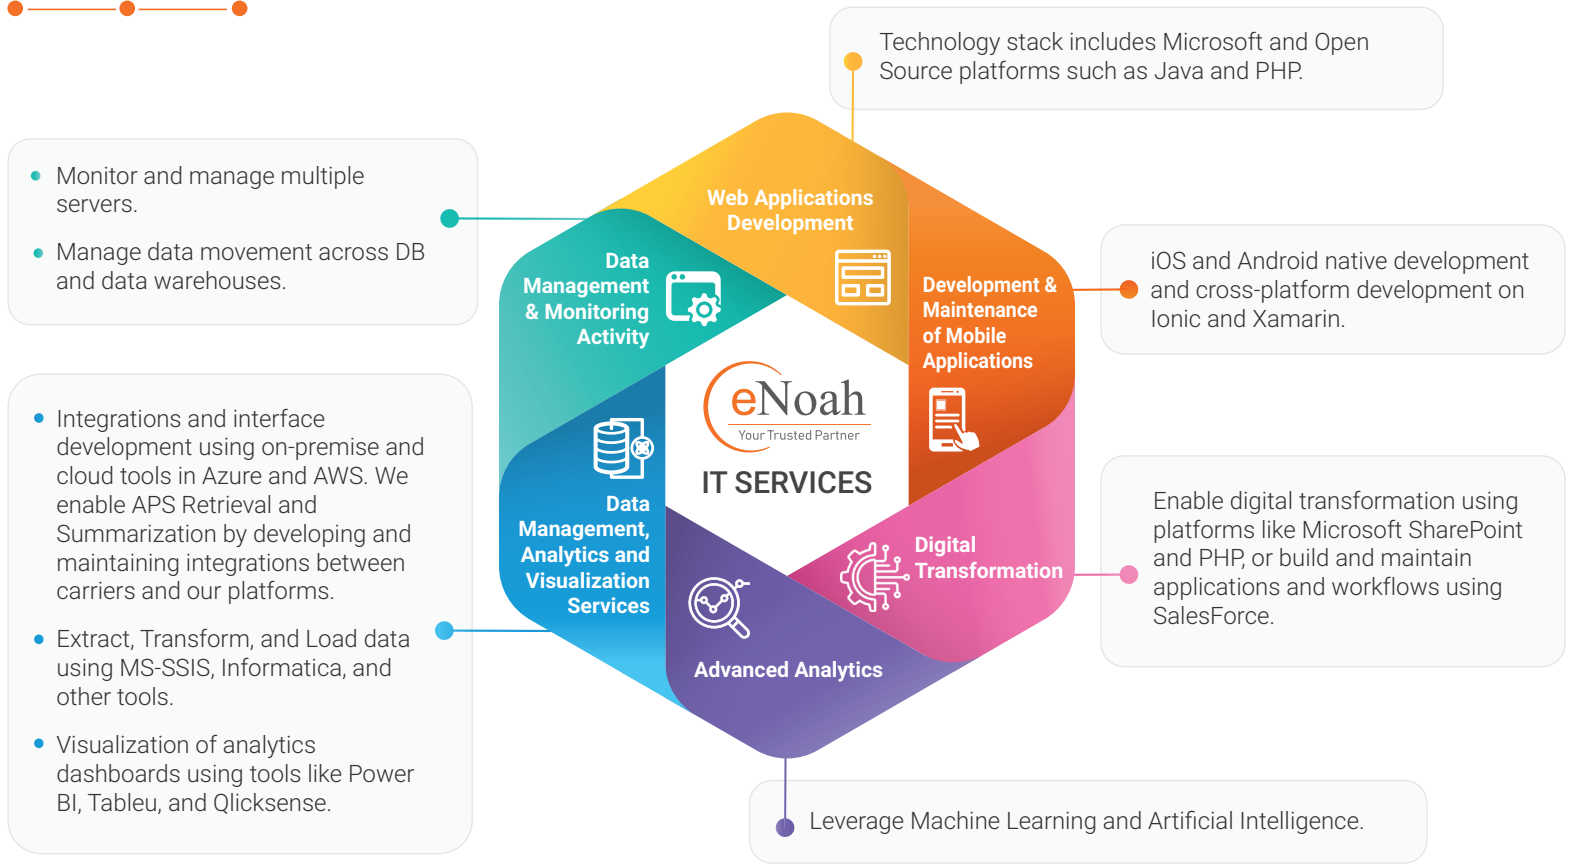 Technology stack includes Microsoft and Open
Source platforms such as Java and PHP.
Monitor and manage multiple
servers.
Manage data movement across DB
and data warehouses.
Web Applications
Development
Data
Management
& Monitoring
Activity
Development &
Maintenance
of Mobile
Applications
iOS and Android native development
and cross-platform development on
Ionic and Xamarin.
eNoah
Your Trusted Partner
IT SERVICES
Integrations and interface
development using on-premise and
cloud tools in Azure and AWS. We
enable APS Retrieval and
Summarization by developing and
maintaining integrations between
carriers and our platforms.
Extract, Transform, and Load data
using MS-SSIS, Informatica, and
other tools.
Visualization of analytics
dashboards using tools like Power
BI, Tableu, and Qlicksense.
Data
Management,
Analytics and
Visualization
Services
Digital
Transformation
Enable digital transformation using
platforms like Microsoft SharePoint
and PHP, or build and maintain
applications and workflows using
SalesForce.
Advanced Analytics
Leverage Machine Learning and Artificial Intelligence.